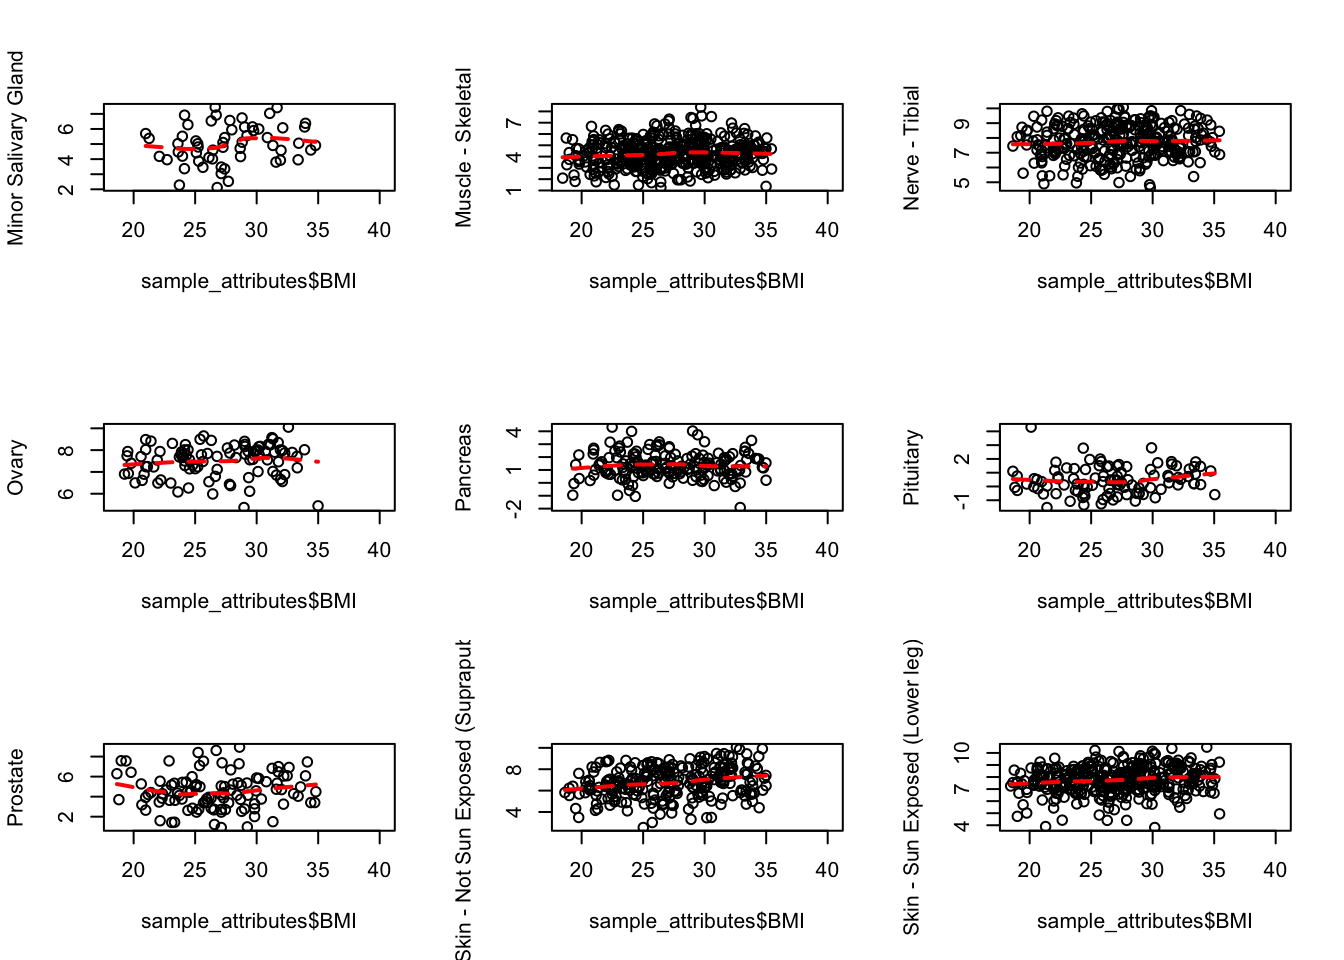 Minor Salivary Gland
2 4 6
20 25 30 35 40
sample_attributes$BMI
Muscle - Skeletal
1 4 7
20 25 30 35 40
sample_attributes$BMI
Nerve - Tibial
5 7 9
20 25 30 35 40
sample_attributes$BMI
Ovary
6 8
20 25 30 35 40
sample_attributes$BMI
Pancreas
-2 1 4
20 25 30 35 40
sample_attributes$BMI
Pituitary
-1 2
20 25 30 35 40
sample_attributes$BMI
Prostate
2 6
20 25 30 35 40
sample_attributes$BMI
Skin - Not Sun Exposed (Suprapub
4 8
20 25 30 35 40
sample_attributes$BMI
Skin - Sun Exposed (Lower leg)
4 7 10
20 25 30 35 40
sample_attributes$BMI